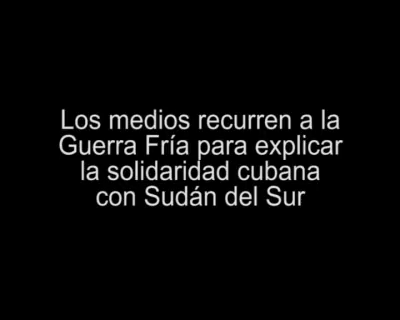 Los medios recurren a la
Guerra Fría para explicar
la solidaridad cubana
con Sudán del Sur